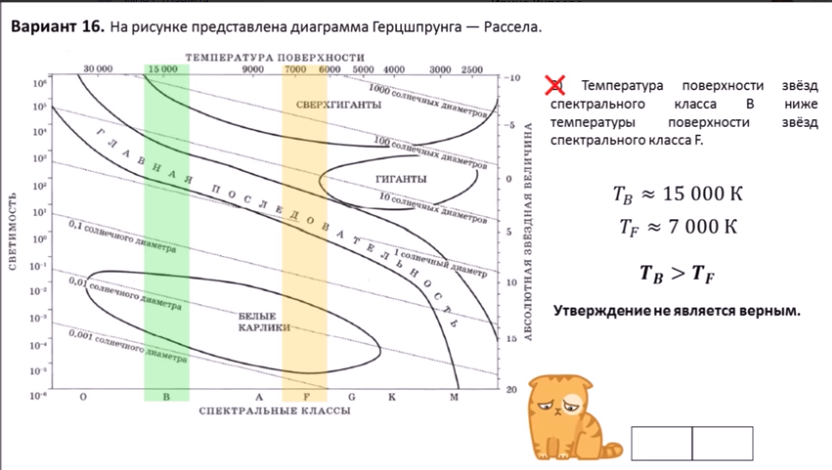 Вариант 16. На рисунке представлена диаграмма Герцшпрунга — Рассела.
ТЕМПЕРАТУРА ПОВЕРХНОСТИ
30 000 15 000 9000 7000 6000 5000 4000 3000 2500
СВЕТИМОСТЬ
10⁶
10⁵
10⁴
10³
10²
10¹
10⁰
10⁻¹
10⁻²
10⁻³
10⁻⁴
10⁻⁵
10⁻⁶
1000 солнечных диаметров
СВЕРХГИГАНТЫ
100 солнечных диаметров
ГИГАНТЫ
10 солнечных диаметров
ГЛАВНАЯ ПОСЛЕДОВАТЕЛЬНОСТЬ
1 солнечный диаметр
0,1 солнечного диаметра
0,01 солнечного диаметра
БЕЛЫЕ
КАРЛИКИ
0,001 солнечного диаметра
-10
-5
0
5
10
15
20
АБСОЛЮТНАЯ ЗВЁЗДНАЯ ВЕЛИЧИНА
O B A F G K M
СПЕКТРАЛЬНЫЕ КЛАССЫ
Температура поверхности звёзд
спектрального класса B ниже
температуры поверхности звёзд
спектрального класса F.
T_B ≈ 15 000 К
T_F ≈ 7 000 К
T_B > T_F
Утверждение не является верным.